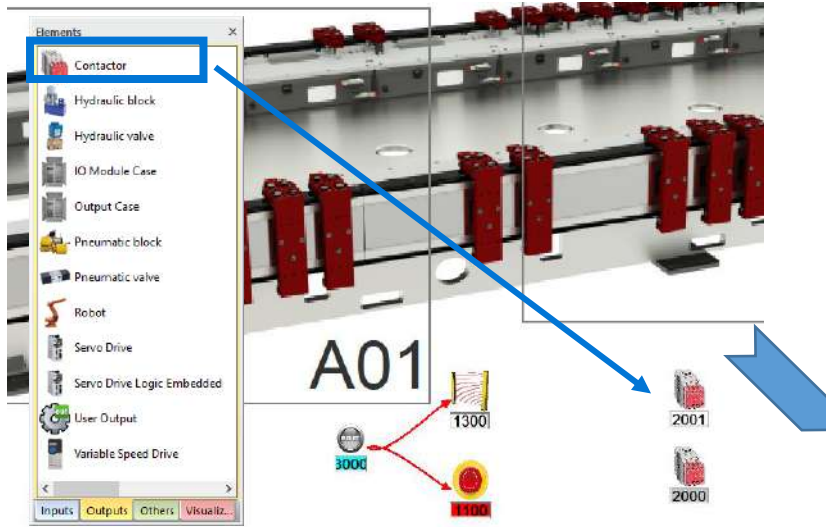 Elements
Contactor
Hydraulic block
Hydraulic valve
IO Module Case
Output Case
Pneumatic block
Pneumatic valve
Robot
Servo Drive
Servo Drive Logic Embedded
User Output
Variable Speed Drive
Inputs Outputs Others Visualiz...
A01
1300
3000
1100
2001
2000